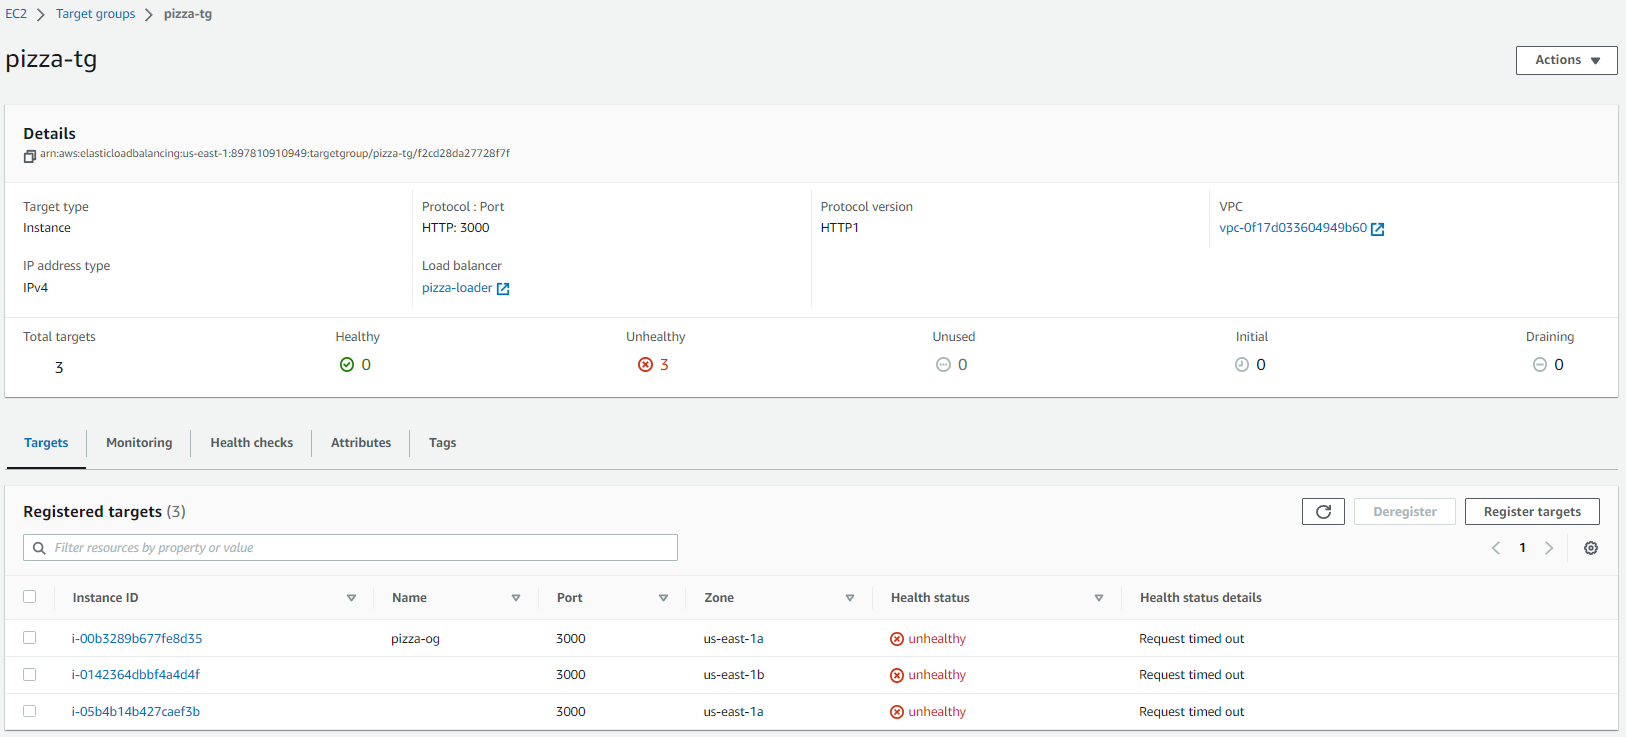 EC2 > Target groups > pizza-tg
pizza-tg
Actions
Details
arn:aws:elasticloadbalancing:us-east-1:897810910949:targetgroup/pizza-tg/f2cd28da27728f7f
Target type
Instance
Protocol : Port
HTTP: 3000
Protocol version
HTTP1
VPC
vpc-0f17d033604949b60
IP address type
IPv4
Load balancer
pizza-loader
Total targets
3
Healthy
0
Unhealthy
3
Unused
0
Initial
0
Draining
0
Targets
Monitoring
Health checks
Attributes
Tags
Registered targets (3)
Deregister
Register targets
Filter resources by property or value
1
Instance ID Name Port Zone Health status Health status details
i-00b3289b677fe8d35 pizza-og 3000 us-east-1a unhealthy Request timed out
i-0142364dbbf4a4d4f 3000 us-east-1b unhealthy Request timed out
i-05b4b14b427caef3b 3000 us-east-1a unhealthy Request timed out